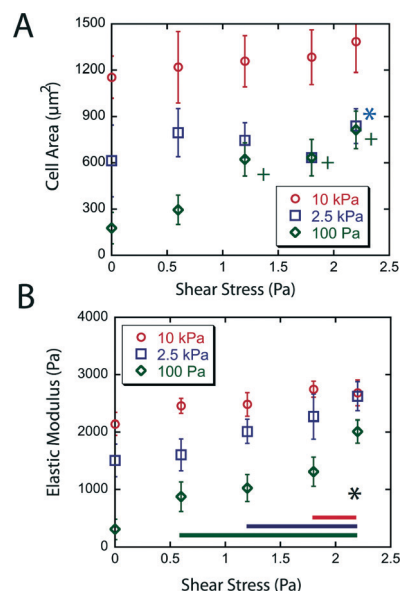 A
1500
1200
900
600
300
0
Cell Area (µm²)
*
+
+
+
10 kPa
2.5 kPa
100 Pa
0 0.5 1 1.5 2 2.5
Shear Stress (Pa)
B
4000
3000
2000
1000
0
Elastic Modulus
(Pa)
10 kPa
2.5 kPa
100 Pa
*
0 0.5 1 1.5 2 2.5
Shear Stress (Pa)